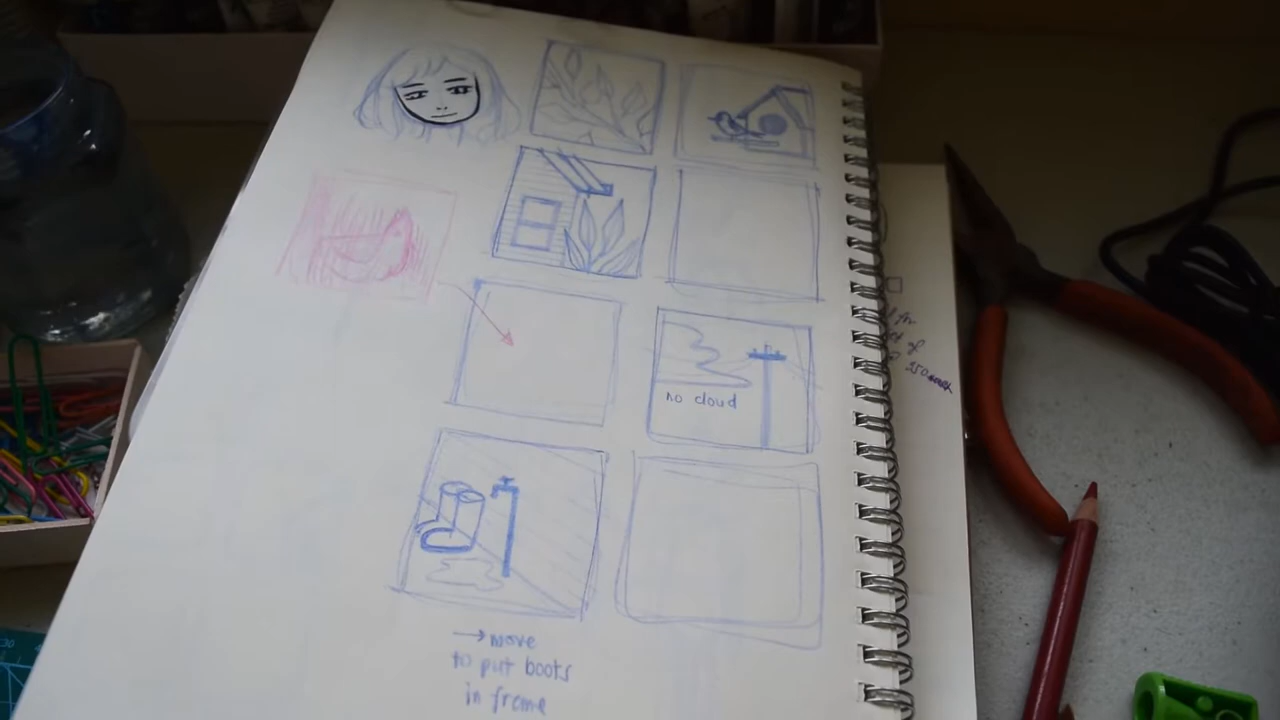 no cloud
→ move
to put boots
in frame